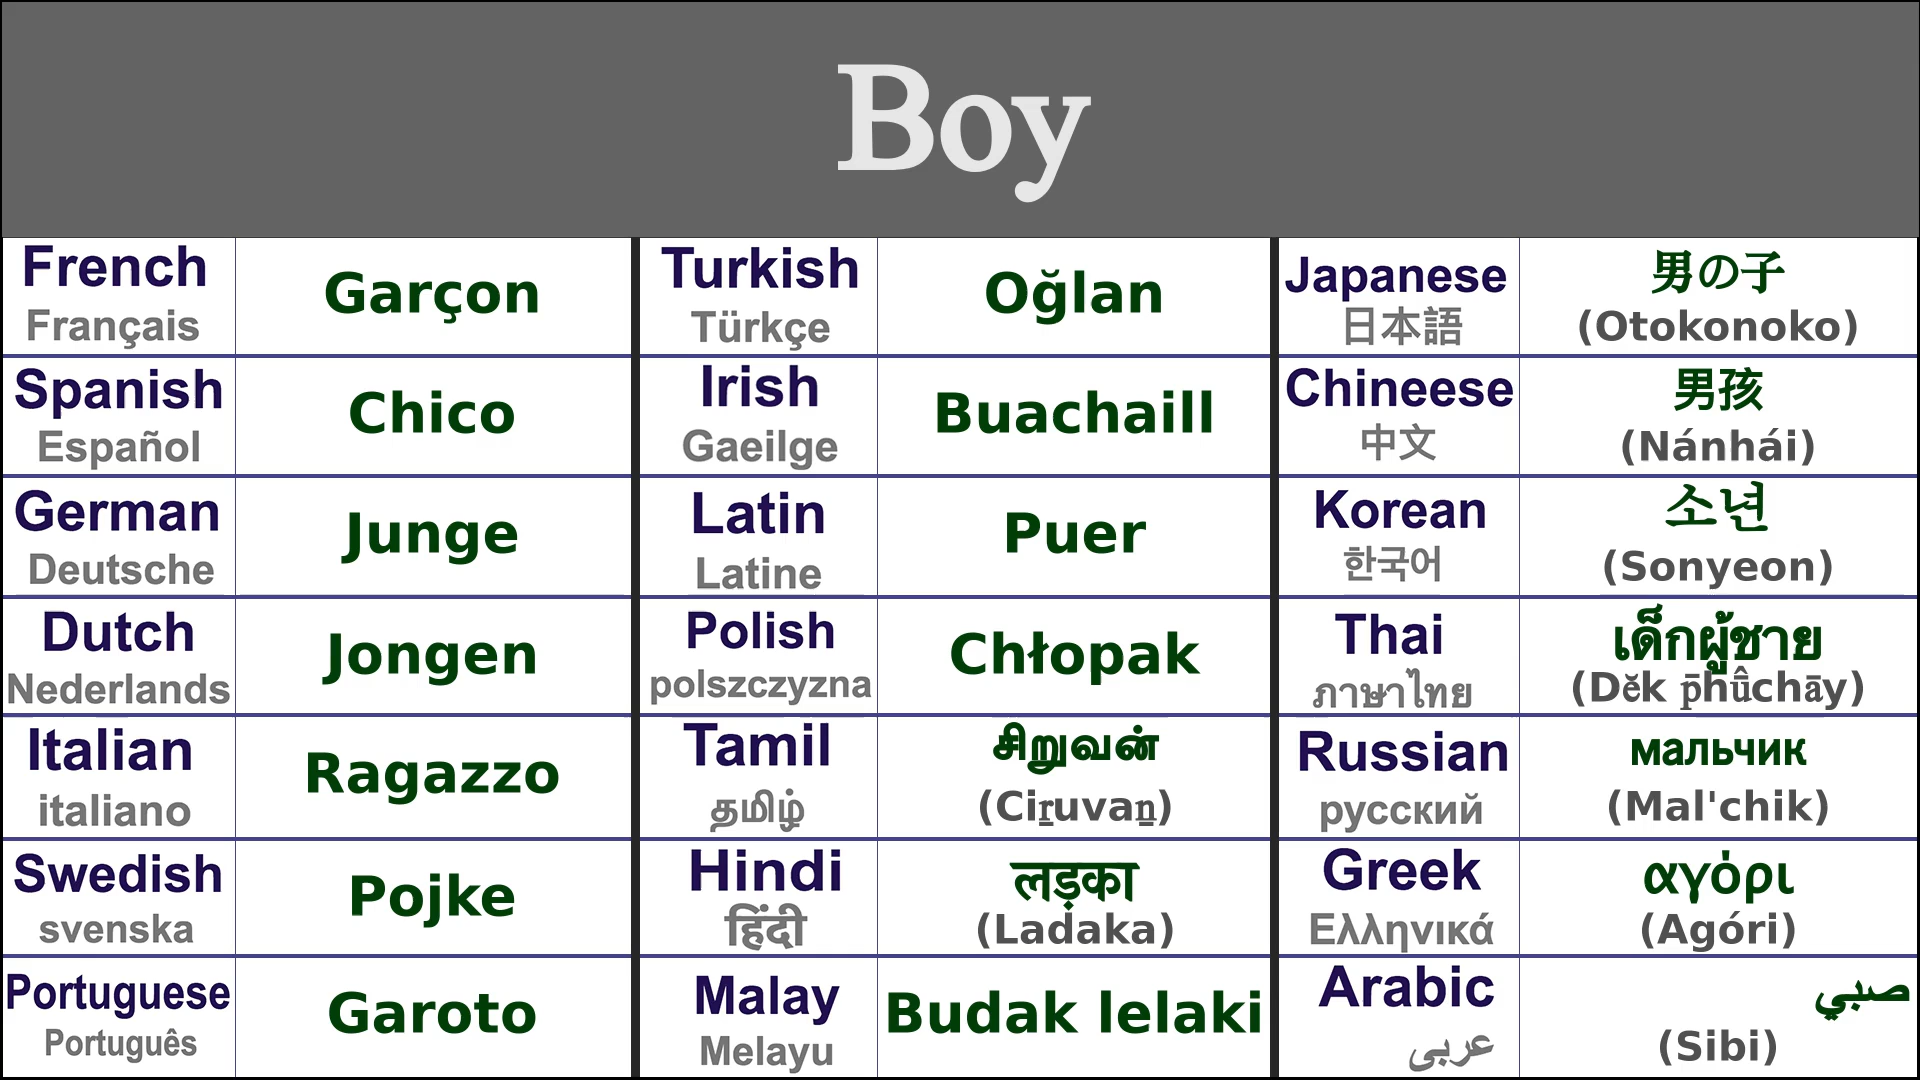 Boy
French
Français
Garçon
Turkish
Türkçe
Oğlan
Japanese
日本語
男の子
(Otokonoko)
Spanish
Español
Chico
Irish
Gaeilge
Buachaill
Chineese
中文
男孩
(Nánhái)
German
Deutsche
Junge
Latin
Latine
Puer
Korean
한국어
소년
(Sonyeon)
Dutch
Nederlands
Jongen
Polish
polszczyzna
Chłopak
Thai
ภาษาไทย
เด็กผู้ชาย
(Dĕk p̄hû̂chāy)
Italian
italiano
Ragazzo
Tamil
தமிழ்
சிறுவன்
(Ciṟuvaṉ)
Russian
русский
мальчик
(Mal'chik)
Swedish
svenska
Pojke
Hindi
हिंदी
लड़का
(Ladaka)
Greek
Ελληνικά
αγόρι
(Agóri)
Portuguese
Português
Garoto
Malay
Melayu
Budak lelaki
Arabic
عربى
صبي
(Sibi)